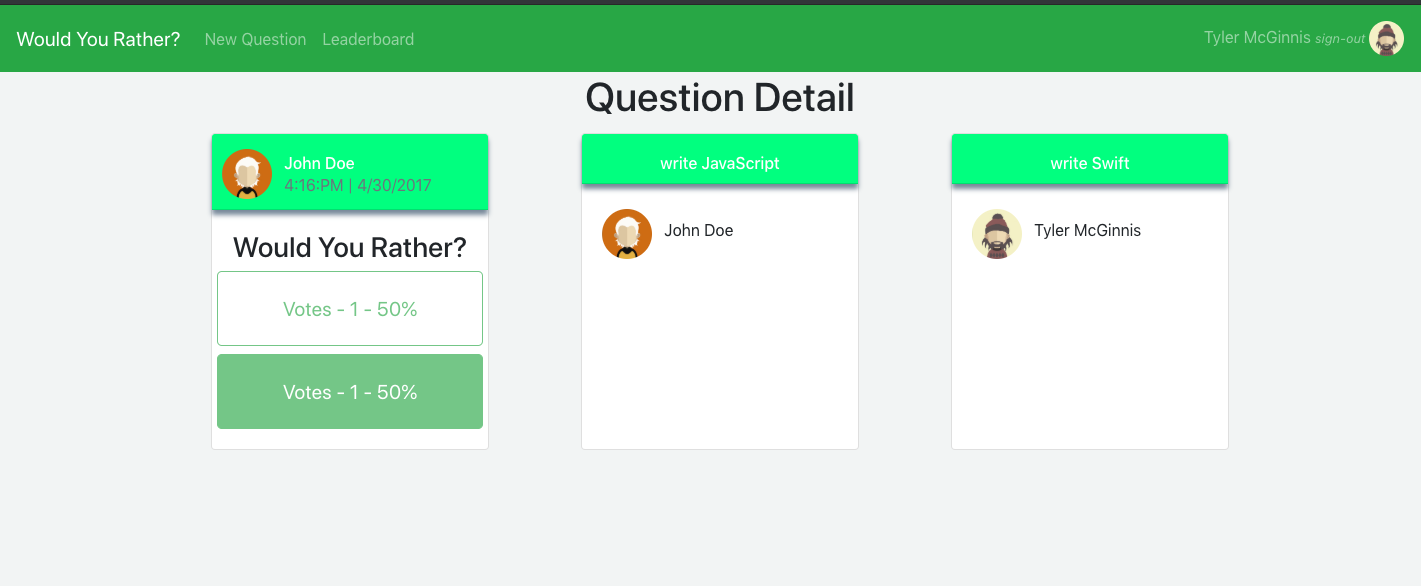 Would You Rather? New Question Leaderboard Tyler McGinnis sign-out
Question Detail
John Doe
4:16:PM | 4/30/2017
Would You Rather?
Votes - 1 - 50%
Votes - 1 - 50%
write JavaScript
John Doe
write Swift
Tyler McGinnis